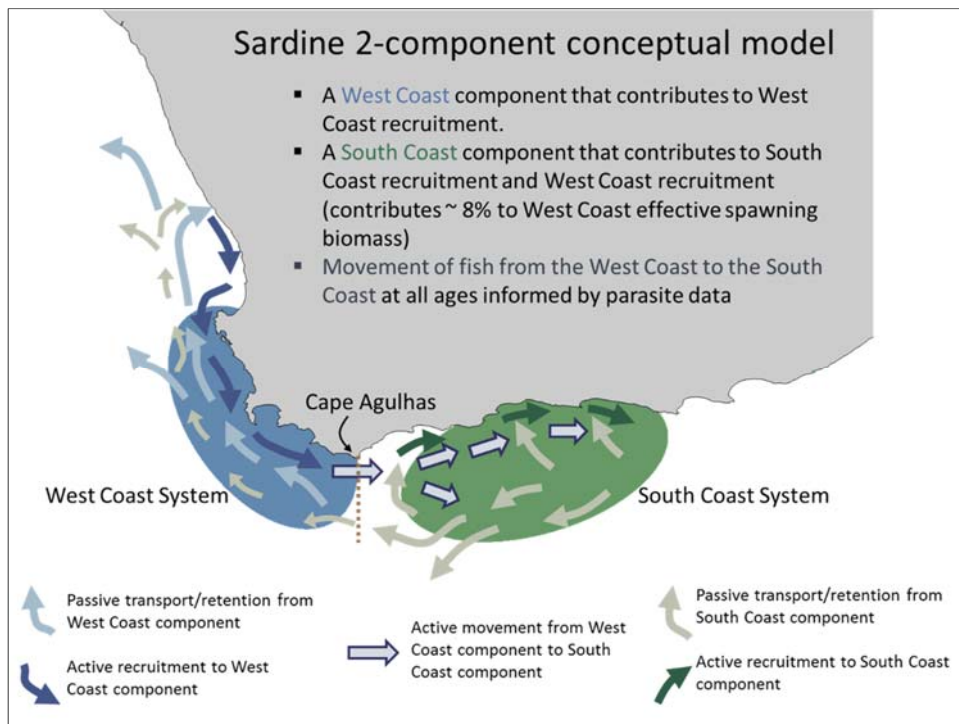 Sardine 2-component conceptual model
▪ A West Coast component that contributes to West
Coast recruitment.
▪ A South Coast component that contributes to South
Coast recruitment and West Coast recruitment
(contributes ~ 8% to West Coast effective spawning
biomass)
▪ Movement of fish from the West Coast to the South
Coast at all ages informed by parasite data
Cape Agulhas
West Coast System
South Coast System
Passive transport/retention from
West Coast component
Active recruitment to West
Coast component
Active movement from West
Coast component to South
Coast component
Passive transport/retention from
South Coast component
Active recruitment to South Coast
component